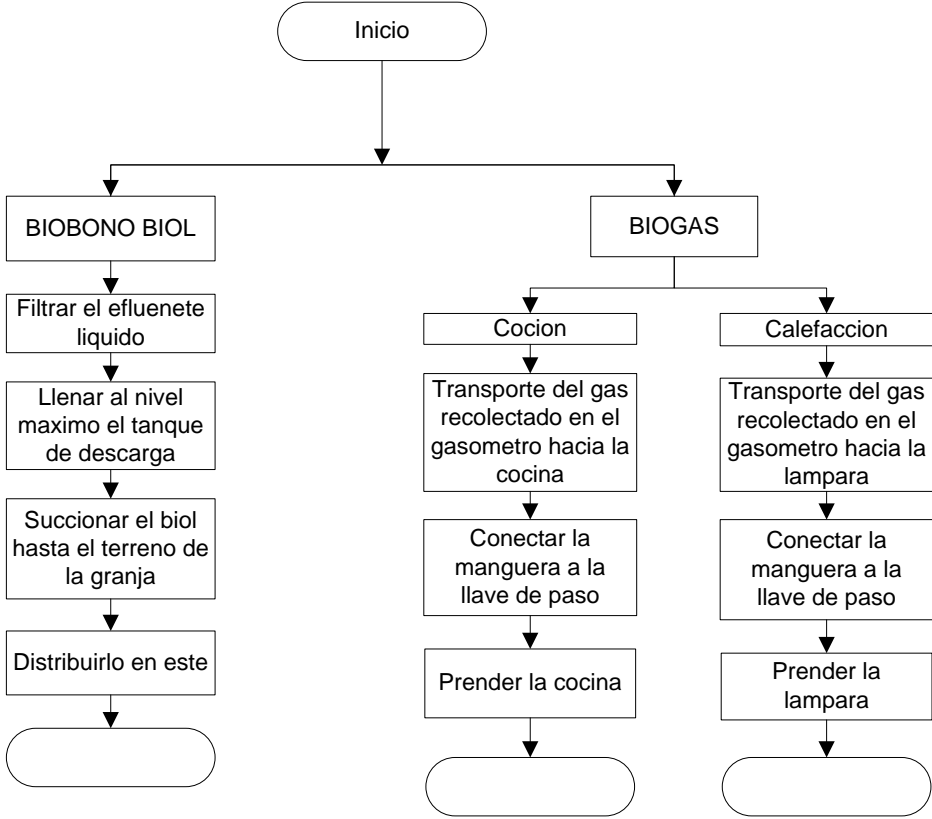 Inicio
BIOBONO BIOL
Filtrar el efluenete
liquido
Llenar al nivel
maximo el tanque
de descarga
Succionar el biol
hasta el terreno de
la granja
Distribuirlo en este
BIOGAS
Cocion
Transporte del gas
recolectado en el
gasometro hacia la
cocina
Conectar la
manguera a la
llave de paso
Prender la cocina
Calefaccion
Transporte del gas
recolectado en el
gasometro hacia la
lampara
Conectar la
manguera a la
llave de paso
Prender la
lampara